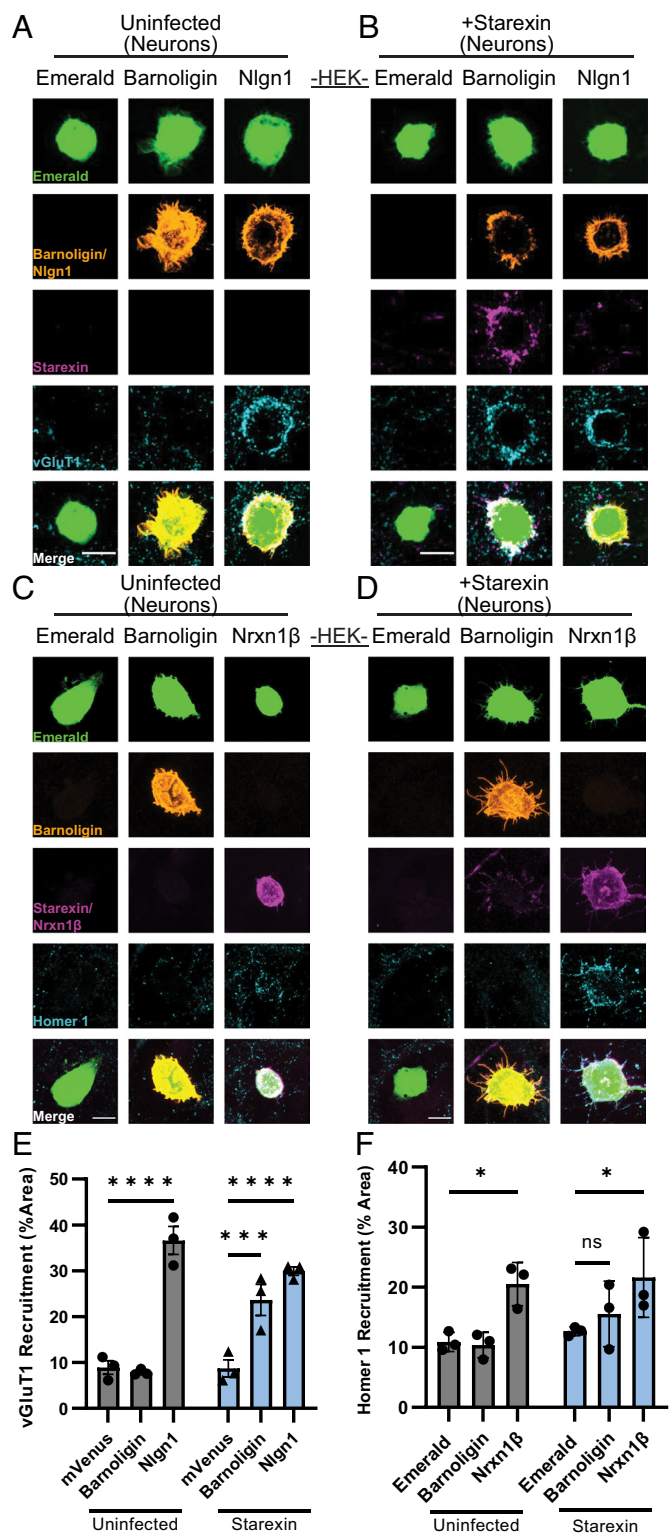 A
Uninfected
(Neurons)
B
+Starexin
(Neurons)
Emerald Barnoligin Nlgn1 -HEK- Emerald Barnoligin Nlgn1
Emerald
Barnoligin/
Nlgn1
Starexin
vGluT1
Merge
C
Uninfected
(Neurons)
D
+Starexin
(Neurons)
Emerald Barnoligin Nrxn1β -HEK- Emerald Barnoligin Nrxn1β
Emerald
Barnoligin
Starexin/
Nrxn1β
Homer 1
Merge
E
vGluT1 Recruitment (%Area)
50
40
30
20
10
0
* * * *
* * * *
* * *
mVenus
Barnoligin
Nlgn1
mVenus
Barnoligin
Nlgn1
Uninfected
Starexin
F
Homer 1 Recruitment (% Area)
40
30
20
10
0
*
*
ns
Emerald
Barnoligin
Nrxn1β
Emerald
Barnoligin
Nrxn1β
Uninfected
Starexin